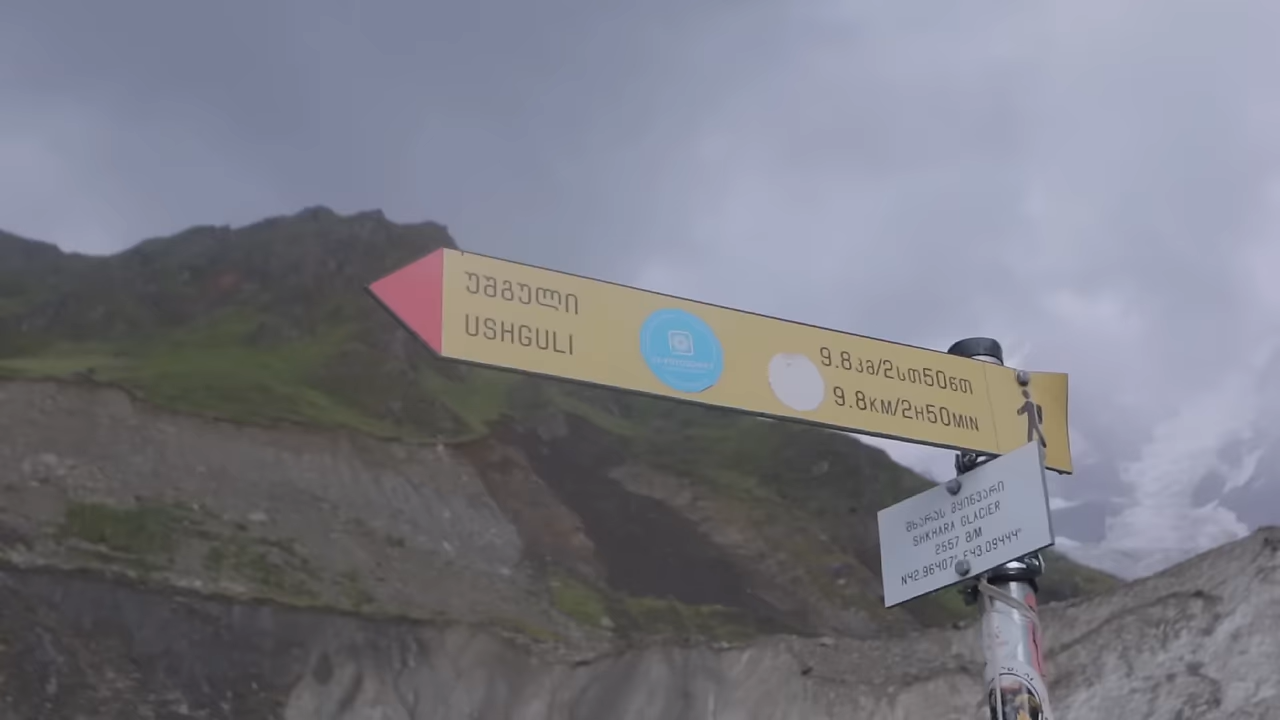 უშგული
USHGULI
9.8კმ/2სთ50წთ
9.8KM/2H50MIN
შხარას მყინვარი
SHKHARA GLACIER
2557 მ/M
N42.96407° E43.09444°